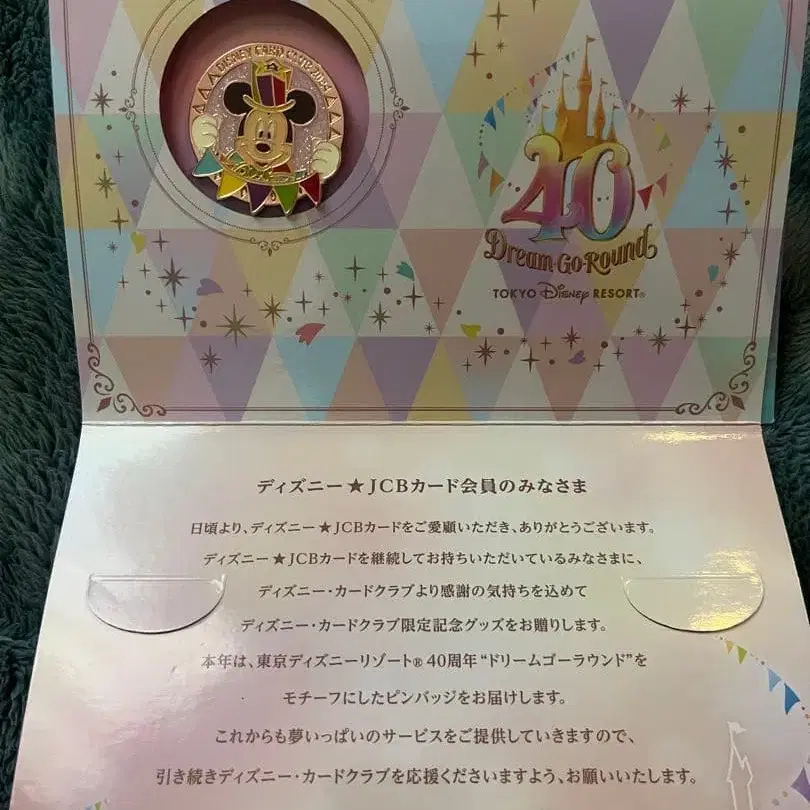 DISNEY CARD CLUB
40
Dream-Go-Round
TOKYO Disney RESORT®
ディズニー★JCBカード会員のみなさま
日頃より、ディズニー★JCBカードをご愛顧いただき、ありがとうございます。
ディズニー★JCBカードを継続してお持ちいただいているみなさまに、
ディズニー・カードクラブより感謝の気持ちを込めて
ディズニー・カードクラブ限定記念グッズをお贈りします。
本年は、東京ディズニーリゾート®40周年“ドリームゴーラウンド”を
モチーフにしたピンバッジをお届けします。
これからも夢いっぱいのサービスをご提供していきますので、
引き続きディズニー・カードクラブを応援くださいますよう、お願いいたします。